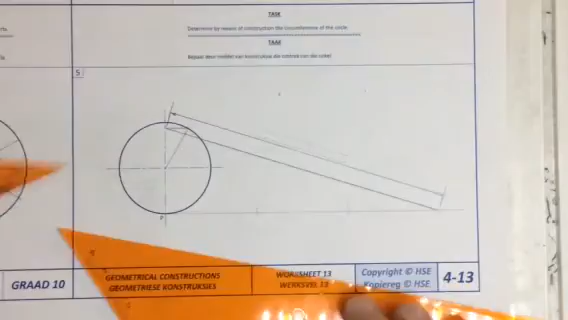 TASK
Determine by means of construction the circumference of the circle.
TAAK
Bepaal deur middel van konstruksie die omtrek van die sirkel.
5
GRAAD 10
GEOMETRICAL CONSTRUCTIONS
GEOMETRIESE KONSTRUKSIES
WORKSHEET 13
WERKSVEL 13
Copyright © HSE
Kopiereg © HSE
4-13